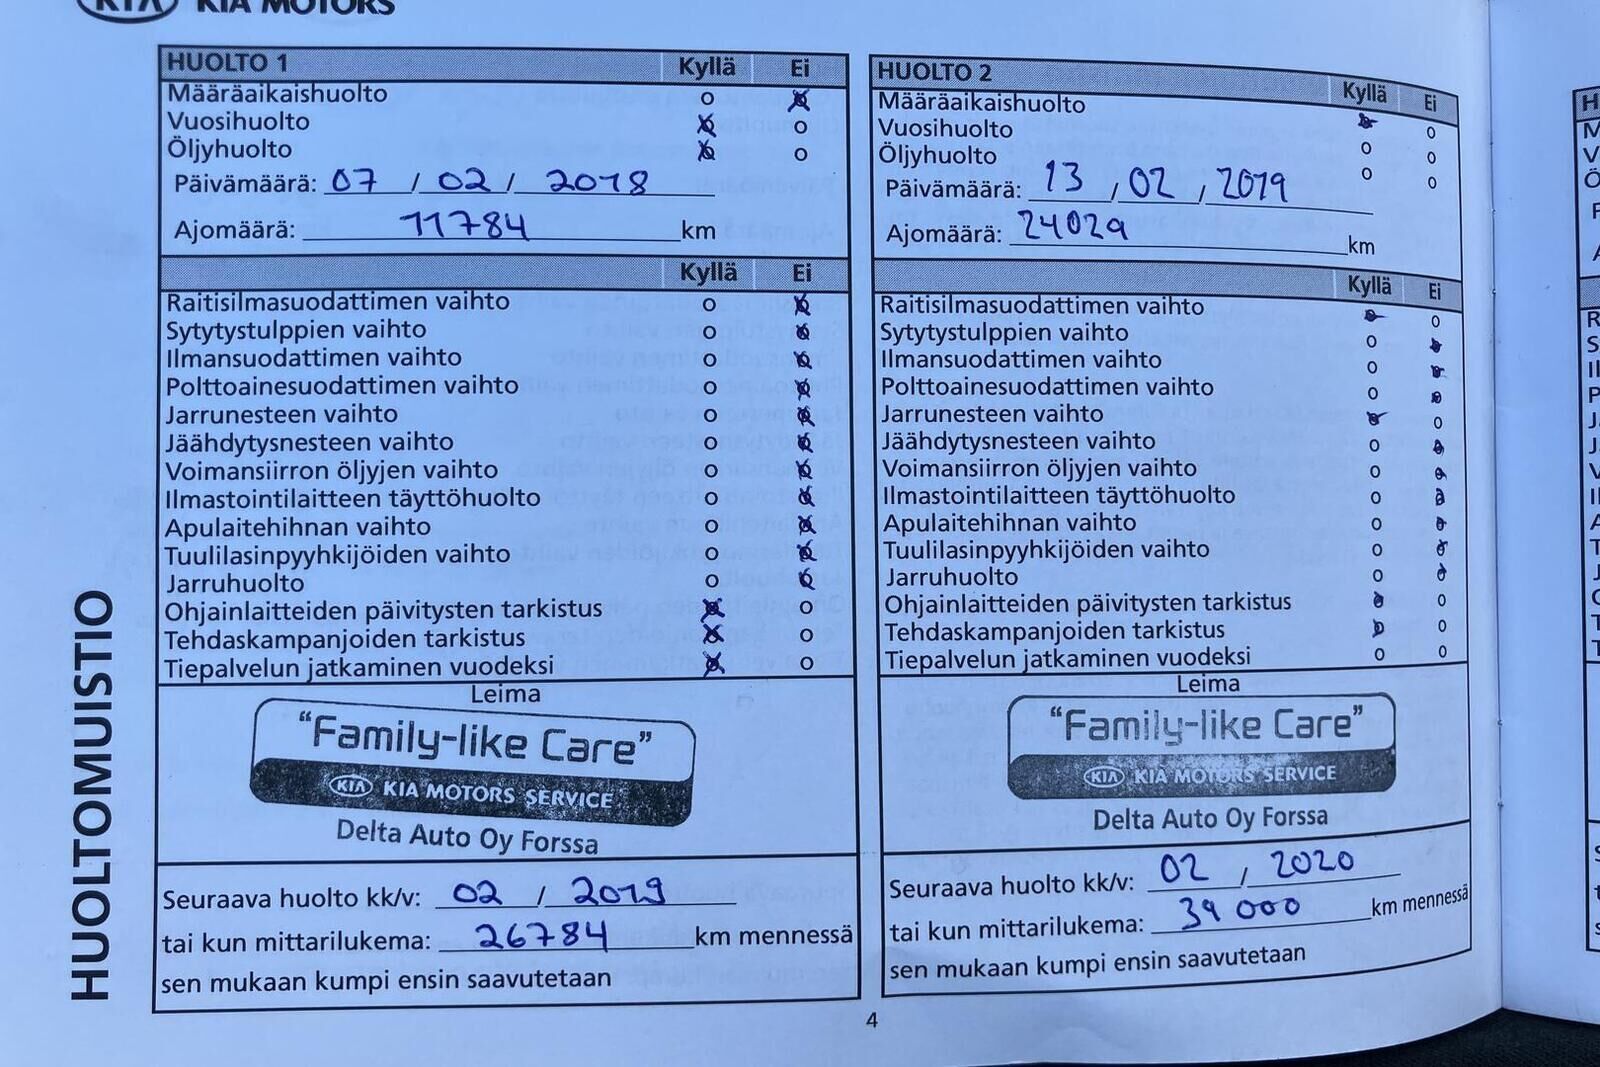 KIA KIA MOTORS
HUOLTOMUISTIO
HUOLTO 1 Kyllä Ei
Määräaikaishuolto o o
Vuosihuolto o o
Öljyhuolto o o
Päivämäärä: 07 / 02 / 2018
Ajomäärä: 11784 km
Kyllä Ei
Raitisilmasuodattimen vaihto o o
Sytytystulppien vaihto o o
Ilmansuodattimen vaihto o o
Polttoainesuodattimen vaihto o o
Jarrunesteen vaihto o o
Jäähdytysnesteen vaihto o o
Voimansiirron öljyjen vaihto o o
Ilmastointilaitteen täyttöhuolto o o
Apulaitehihnan vaihto o o
Tuulilasinpyyhkijöiden vaihto o o
Jarruhuolto o o
Ohjainlaitteiden päivitysten tarkistus o o
Tehdaskampanjoiden tarkistus o o
Tiepalvelun jatkaminen vuodeksi o o
Leima
"Family-like Care"
KIA KIA MOTORS SERVICE
Delta Auto Oy Forssa
Seuraava huolto kk/v: 02 / 2019
tai kun mittarilukema: 26784 km mennessä
sen mukaan kumpi ensin saavutetaan
HUOLTO 2 Kyllä Ei
Määräaikaishuolto o o
Vuosihuolto o o
Öljyhuolto o o
Päivämäärä: 13 / 02 / 2019
Ajomäärä: 24029 km
Kyllä Ei
Raitisilmasuodattimen vaihto o o
Sytytystulppien vaihto o o
Ilmansuodattimen vaihto o o
Polttoainesuodattimen vaihto o o
Jarrunesteen vaihto o o
Jäähdytysnesteen vaihto o o
Voimansiirron öljyjen vaihto o o
Ilmastointilaitteen täyttöhuolto o o
Apulaitehihnan vaihto o o
Tuulilasinpyyhkijöiden vaihto o o
Jarruhuolto o o
Ohjainlaitteiden päivitysten tarkistus o o
Tehdaskampanjoiden tarkistus o o
Tiepalvelun jatkaminen vuodeksi o o
Leima
"Family-like Care"
KIA KIA MOTORS SERVICE
Delta Auto Oy Forssa
Seuraava huolto kk/v: 02 / 2020
tai kun mittarilukema: 39 000 km mennessä
sen mukaan kumpi ensin saavutetaan
4